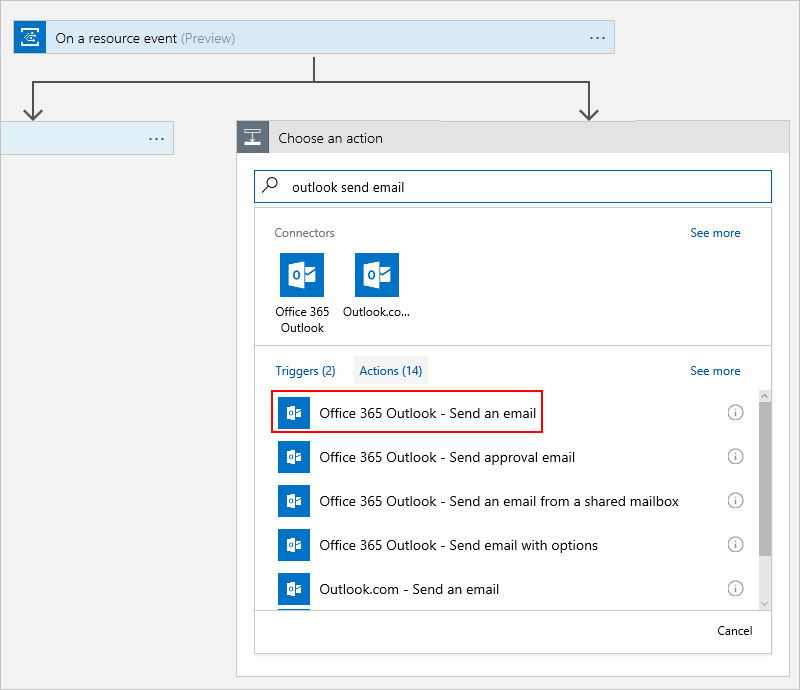 On a resource event (Preview)
Choose an action
outlook send email
Connectors
See more
Office 365
Outlook
Outlook.co...
Triggers (2)
Actions (14)
See more
Office 365 Outlook - Send an email
Office 365 Outlook - Send approval email
Office 365 Outlook - Send an email from a shared mailbox
Office 365 Outlook - Send email with options
Outlook.com - Send an email
Cancel